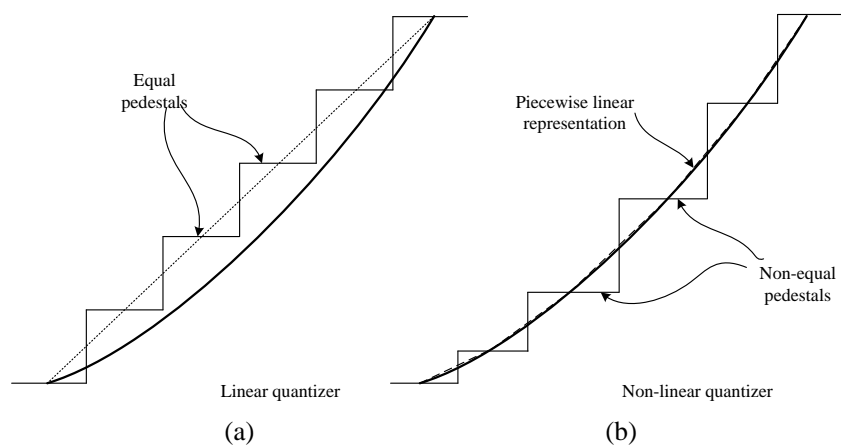 Equal
pedestals
Linear quantizer
(a)
Piecewise linear
representation
Non-equal
pedestals
Non-linear quantizer
(b)